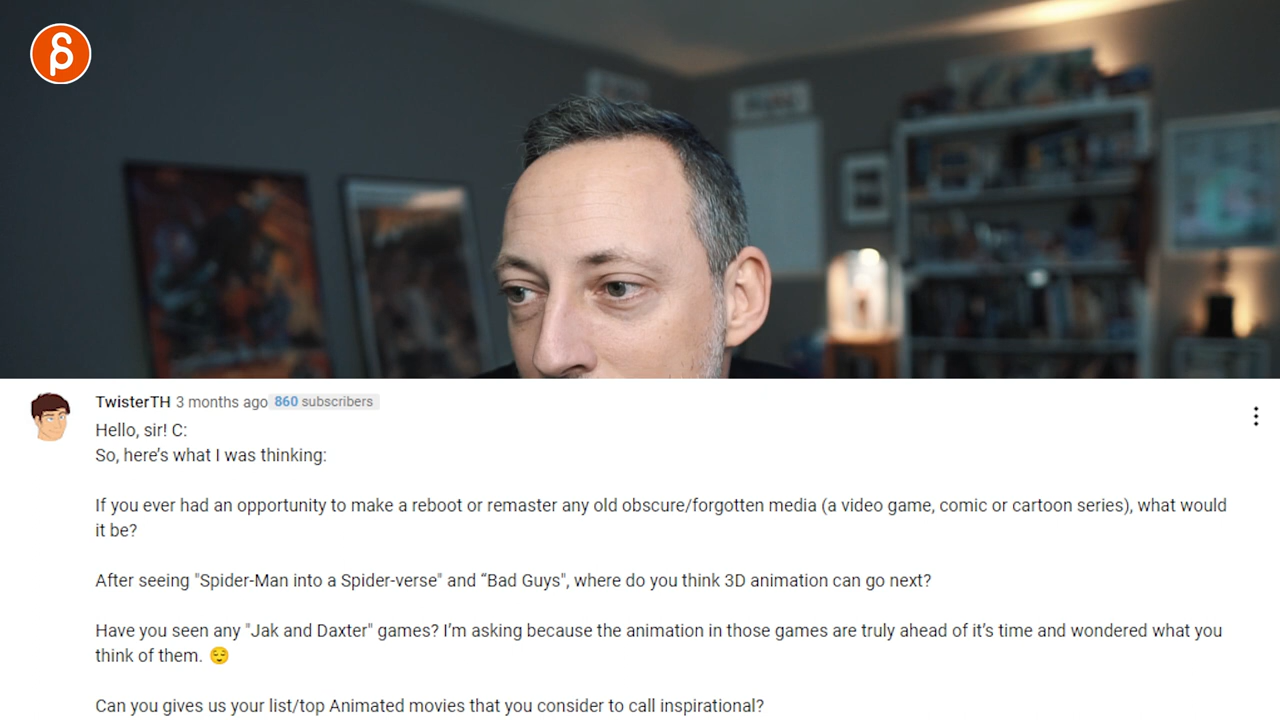 TwisterTH 3 months ago 860 subscribers
Hello, sir! C:
So, here’s what I was thinking:
If you ever had an opportunity to make a reboot or remaster any old obscure/forgotten media (a video game, comic or cartoon series), what would
it be?
After seeing "Spider-Man into a Spider-verse" and “Bad Guys", where do you think 3D animation can go next?
Have you seen any "Jak and Daxter" games? I’m asking because the animation in those games are truly ahead of it’s time and wondered what you
think of them. 😌
Can you gives us your list/top Animated movies that you consider to call inspirational?